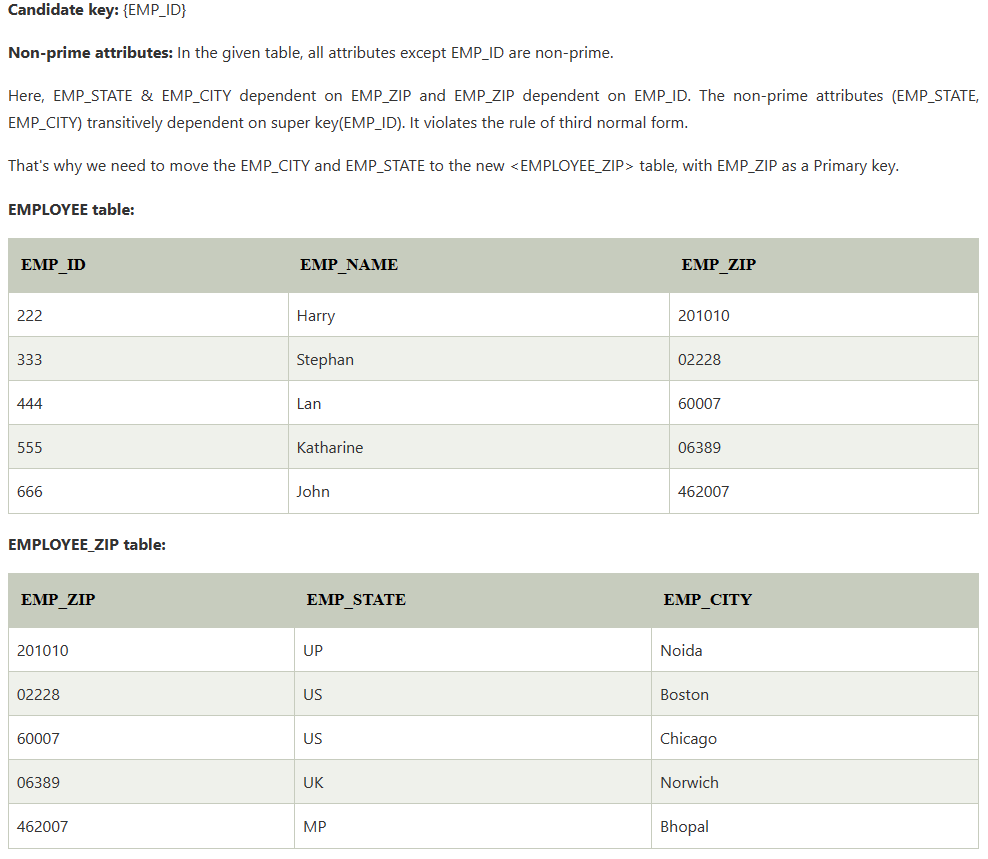 Candidate key: {EMP_ID}
Non-prime attributes: In the given table, all attributes except EMP_ID are non-prime.
Here, EMP_STATE & EMP_CITY dependent on EMP_ZIP and EMP_ZIP dependent on EMP_ID. The non-prime attributes (EMP_STATE,
EMP_CITY) transitively dependent on super key(EMP_ID). It violates the rule of third normal form.
That's why we need to move the EMP_CITY and EMP_STATE to the new <EMPLOYEE_ZIP> table, with EMP_ZIP as a Primary key.
EMPLOYEE table:
EMP_ID EMP_NAME EMP_ZIP
222 Harry 201010
333 Stephan 02228
444 Lan 60007
555 Katharine 06389
666 John 462007
EMPLOYEE_ZIP table:
EMP_ZIP EMP_STATE EMP_CITY
201010 UP Noida
02228 US Boston
60007 US Chicago
06389 UK Norwich
462007 MP Bhopal